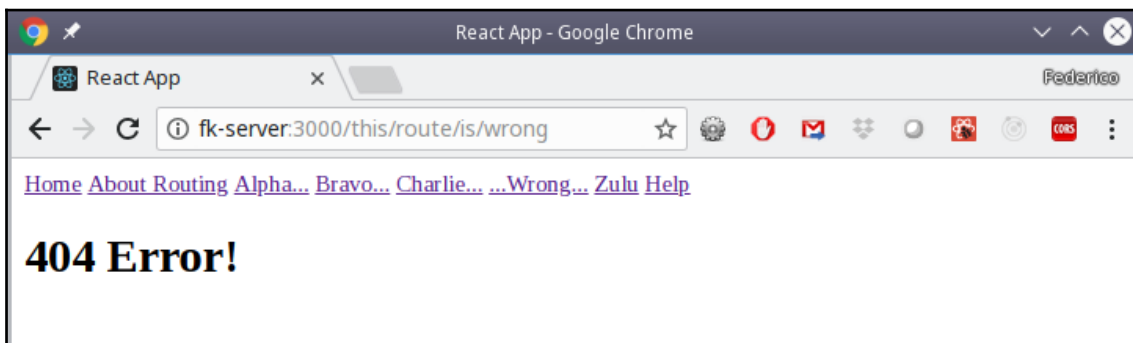 React App - Google Chrome
React App
Federico
fk-server:3000/this/route/is/wrong
CORS
Home About Routing Alpha... Bravo... Charlie... ...Wrong... Zulu Help
404 Error!